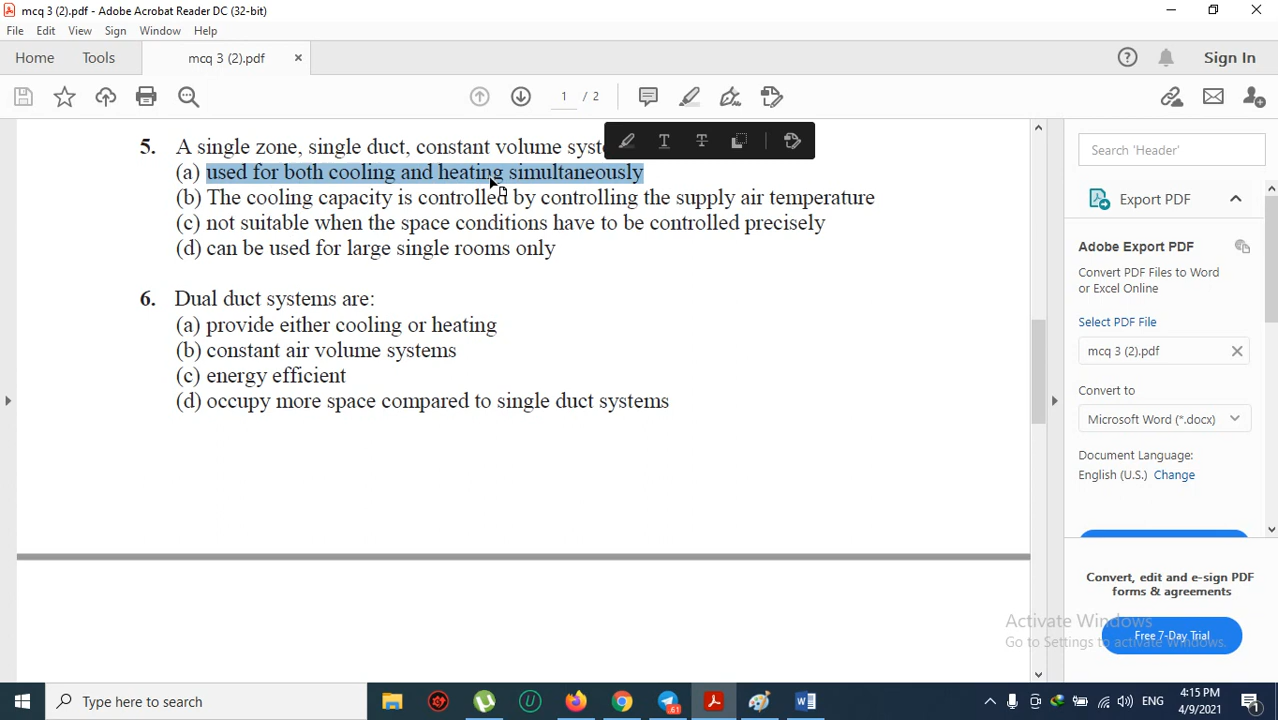 mcq 3 (2).pdf - Adobe Acrobat Reader DC (32-bit)
File Edit View Sign Window Help
Home Tools mcq 3 (2).pdf
Sign In
1 / 2
5. A single zone, single duct, constant volume syst
(a) used for both cooling and heating simultaneously
(b) The cooling capacity is controlled by controlling the supply air temperature
(c) not suitable when the space conditions have to be controlled precisely
(d) can be used for large single rooms only
6. Dual duct systems are:
(a) provide either cooling or heating
(b) constant air volume systems
(c) energy efficient
(d) occupy more space compared to single duct systems
Search 'Header'
Export PDF
Adobe Export PDF
Convert PDF Files to Word
or Excel Online
Select PDF File
mcq 3 (2).pdf
Convert to
Microsoft Word (*.docx)
Document Language:
English (U.S.) Change
Convert, edit and e-sign PDF
forms & agreements
Activate Windows
Go to Settings to activate Windows.
Free 7-Day Trial
Type here to search
61
ENG
4:15 PM
4/9/2021
1